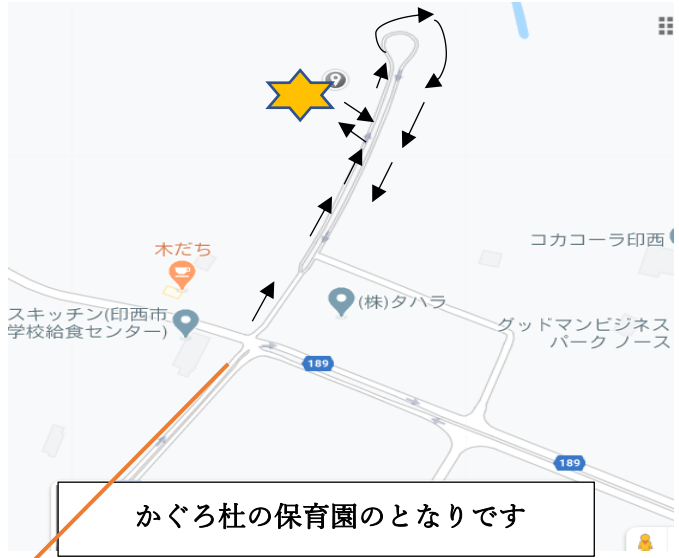 木だち
コカコーラ印西
(株)タハラ
スキッチン(印西市
学校給食センター)
グッドマンビジネス
パーク ノース
189
189
かぐろ杜の保育園のとなりです